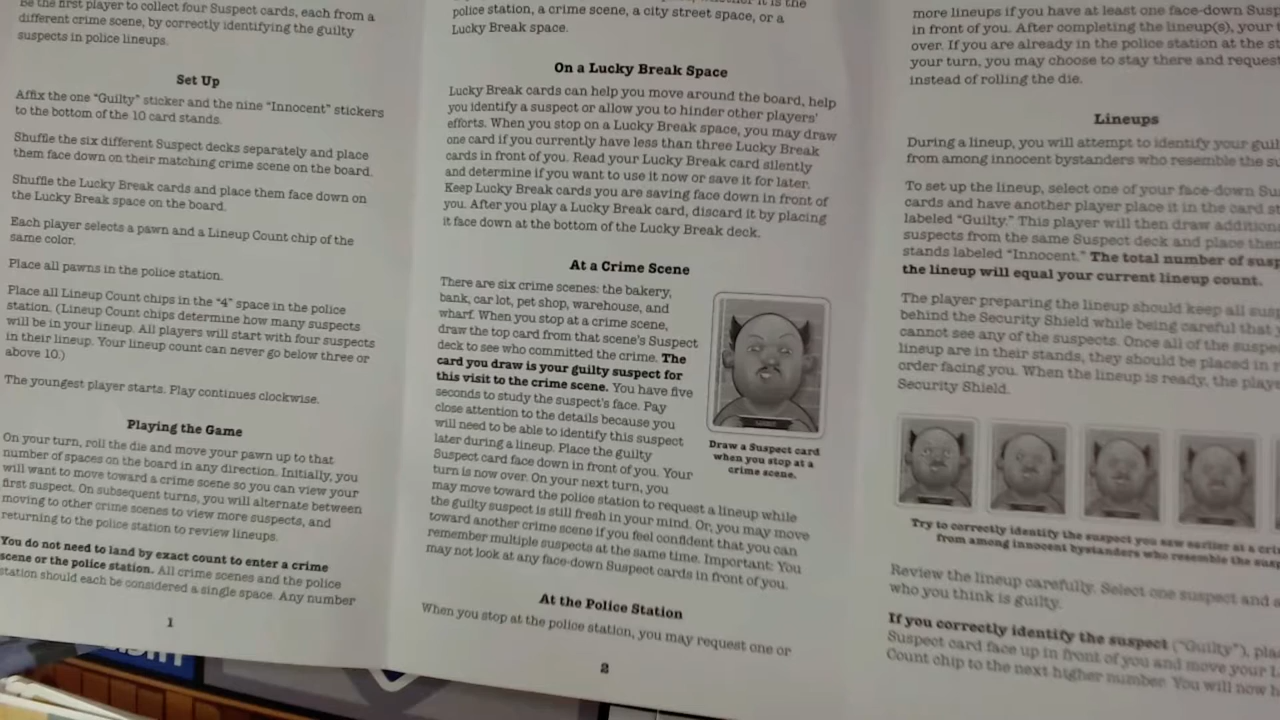 Be the first player to collect four Suspect cards, each from a
different crime scene, by correctly identifying the guilty
suspects in police lineups.
Set Up
Affix the one "Guilty" sticker and the nine "Innocent" stickers
to the bottom of the 10 card stands.
Shuffle the six different Suspect decks separately and place
them face down on their matching crime scene on the board.
Shuffle the Lucky Break cards and place them face down on
the Lucky Break space on the board.
Each player selects a pawn and a Lineup Count chip of the
same color.
Place all pawns in the police station.
Place all Lineup Count chips in the "4" space in the police
station. (Lineup Count chips determine how many suspects
will be in your lineup. All players will start with four suspects
in their lineup. Your lineup count can never go below three or
above 10.)
The youngest player starts. Play continues clockwise.
Playing the Game
On your turn, roll the die and move your pawn up to that
number of spaces on the board in any direction. Initially, you
will want to move toward a crime scene so you can view your
first suspect. On subsequent turns, you will alternate between
moving to other crime scenes to view more suspects, and
returning to the police station to review lineups.
You do not need to land by exact count to enter a crime
scene or the police station. All crime scenes and the police
station should each be considered a single space. Any number
1
it is the
police station, a crime scene, a city street space, or a
Lucky Break space.
On a Lucky Break Space
Lucky Break cards can help you move around the board, help
you identify a suspect or allow you to hinder other players'
efforts. When you stop on a Lucky Break space, you may draw
one card if you currently have less than three Lucky Break
cards in front of you. Read your Lucky Break card silently
and determine if you want to use it now or save it for later.
Keep Lucky Break cards you are saving face down in front of
you. After you play a Lucky Break card, discard it by placing
it face down at the bottom of the Lucky Break deck.
At a Crime Scene
There are six crime scenes: the bakery,
bank, car lot, pet shop, warehouse, and
wharf. When you stop at a crime scene,
draw the top card from that scene's Suspect
deck to see who committed the crime. The
card you draw is your guilty suspect for
this visit to the crime scene. You have five
seconds to study the suspect's face. Pay
close attention to the details because you
will need to be able to identify this suspect
later during a lineup. Place the guilty
Suspect card face down in front of you. Your
turn is now over. On your next turn, you
may move toward the police station to request a lineup while
the guilty suspect is still fresh in your mind. Or, you may move
toward another crime scene if you feel confident that you can
remember multiple suspects at the same time. Important: You
may not look at any face-down Suspect cards in front of you.
Draw a Suspect card
when you stop at a
crime scene.
At the Police Station
When you stop at the police station, you may request one or
2
more lineups if you have at least one face-down
in front of you. After completing the lineup(s), your
over. If you are already in the police station at the
your turn, you may choose to stay there and
instead of rolling the die.
Lineups
During a lineup, you will attempt to identify your
from among innocent bystanders who resemble the
To set up the lineup, select one of your face-down
cards and have another player place it in the card
labeled "Guilty." This player will then draw
suspects from the same Suspect deck and place
stands labeled "Innocent." The total number of
the lineup will equal your current lineup count.
The player preparing the lineup should keep all
behind the Security Shield while being careful that
cannot see any of the suspects. Once all of the
lineup are in their stands, they should be placed in
order facing you. When the lineup is ready, the
Security Shield.
Try to correctly identify the suspect you saw earlier at a
from among innocent bystanders who resemble the
Review the lineup carefully. Select one suspect and
who you think is guilty.
If you correctly identify the suspect ("Guilty"),
Suspect card face up in front of you and move your
Count chip to the next higher number. You will now